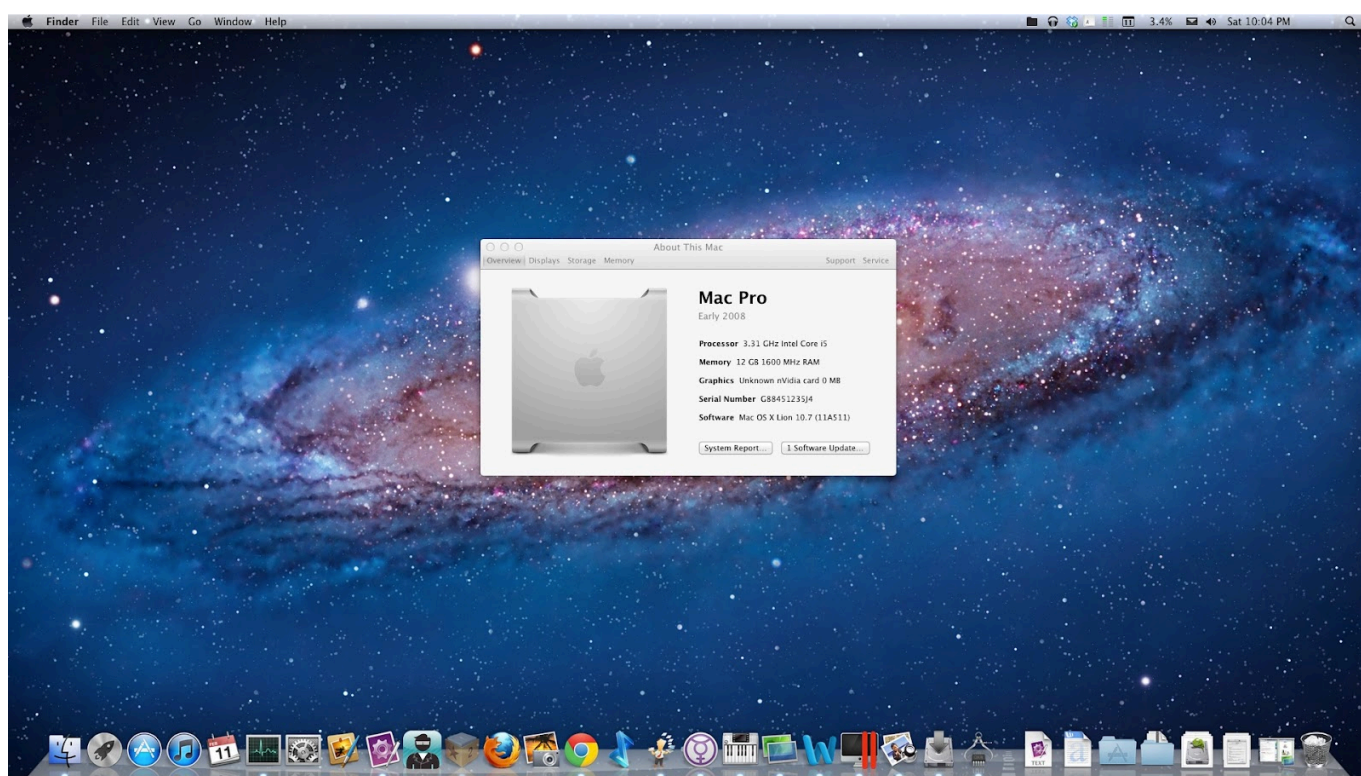 Finder File Edit View Go Window Help 11 3.4% Sat 10:04 PM
About This Mac
Overview Displays Storage Memory Support Service
Mac Pro
Early 2008
Processor 3.31 GHz Intel Core i5
Memory 12 GB 1600 MHz RAM
Graphics Unknown nVidia card 0 MB
Serial Number G88451235J4
Software Mac OS X Lion 10.7 (11A511)
System Report... 1 Software Update...
11
TEXT